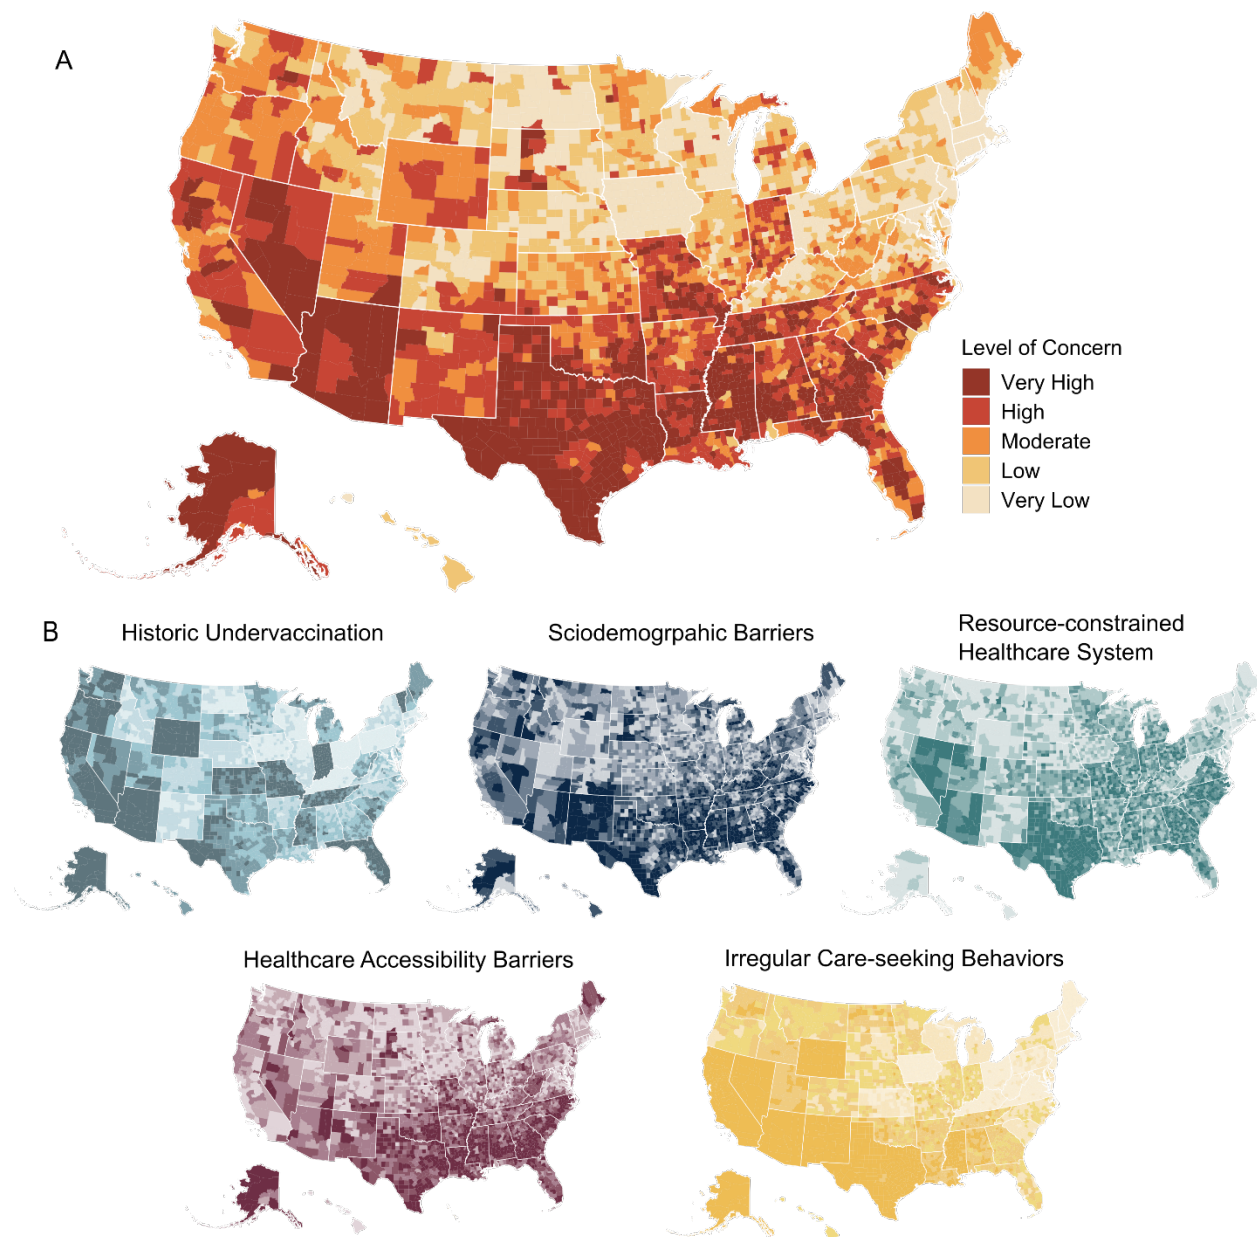 A
Level of Concern
Very High
High
Moderate
Low
Very Low
B
Historic Undervaccination
Sciodemogrpahic Barriers
Resource-constrained
Healthcare System
Healthcare Accessibility Barriers
Irregular Care-seeking Behaviors